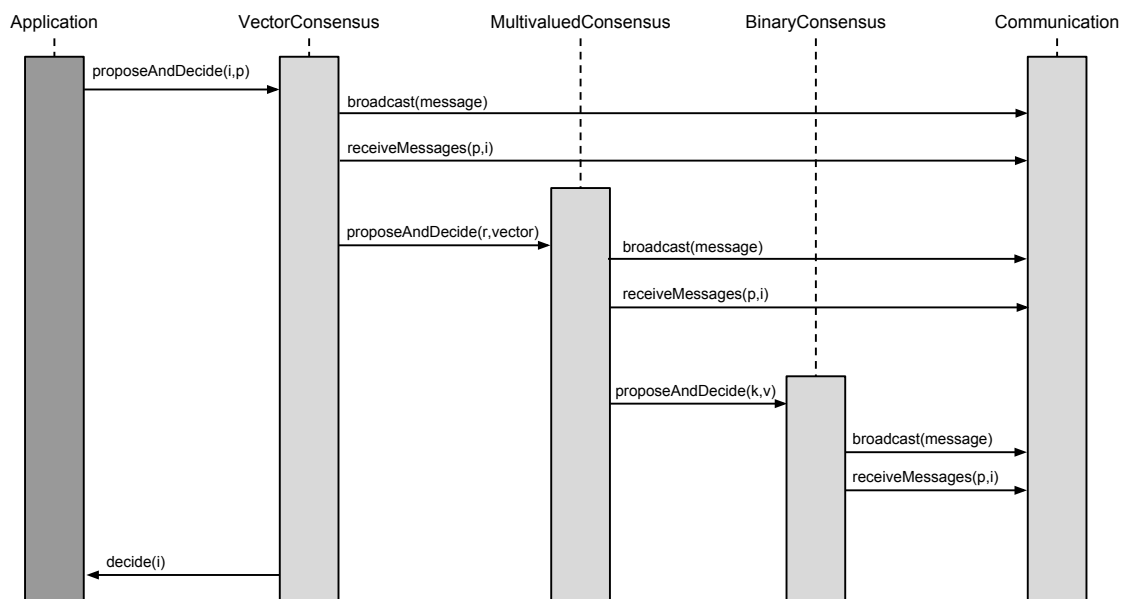 Application
VectorConsensus
MultivaluedConsensus
BinaryConsensus
Communication
proposeAndDecide(i,p)
broadcast(message)
receiveMessages(p,i)
proposeAndDecide(r,vector)
broadcast(message)
receiveMessages(p,i)
proposeAndDecide(k,v)
broadcast(message)
receiveMessages(p,i)
decide(i)